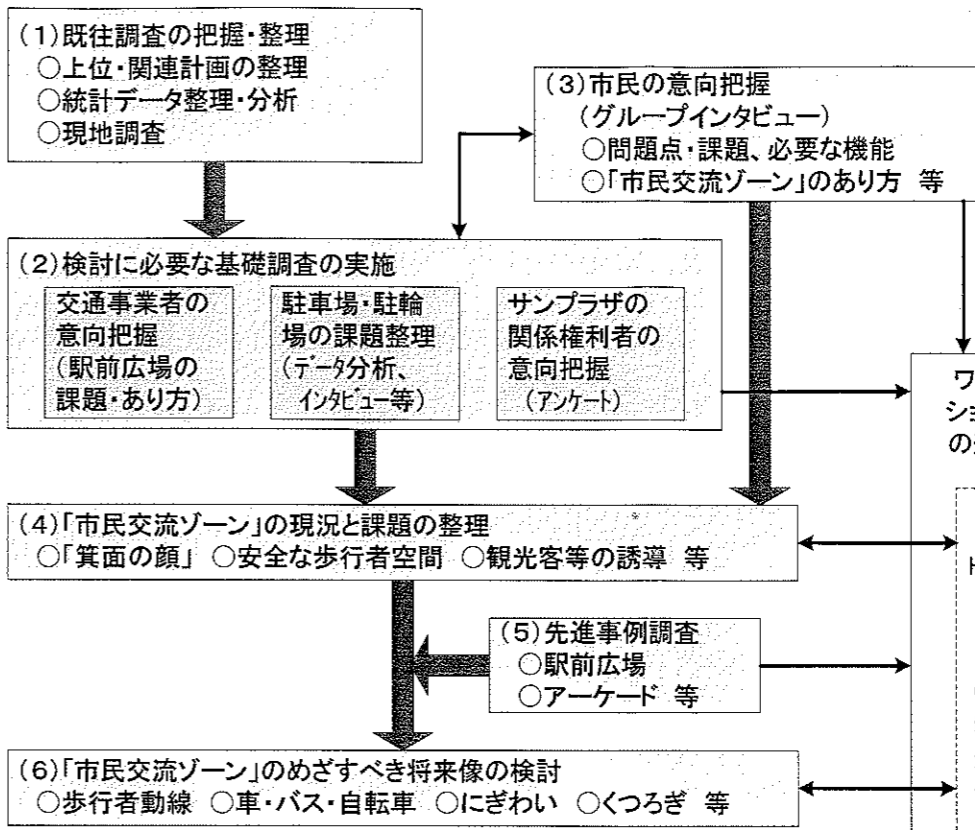 (1)既往調査の把握・整理
○上位・関連計画の整理
○統計データ整理・分析
○現地調査
(3)市民の意向把握
(グループインタビュー)
○問題点・課題、必要な機能
○「市民交流ゾーン」のあり方 等
(2)検討に必要な基礎調査の実施
交通事業者の
意向把握
(駅前広場の
課題・あり方)
駐車場・駐輪
場の課題整理
(データ分析、
インタビュー等)
サンプラザの
関係権利者の
意向把握
(アンケート)
ワ
ショ
の
(4)「市民交流ゾーン」の現況と課題の整理
○「箕面の顔」 ○安全な歩行者空間 ○観光客等の誘導 等
(5)先進事例調査
○駅前広場
○アーケード 等
(6)「市民交流ゾーン」のめざすべき将来像の検討
○歩行者動線 ○車・バス・自転車 ○にぎわい ○くつろぎ 等